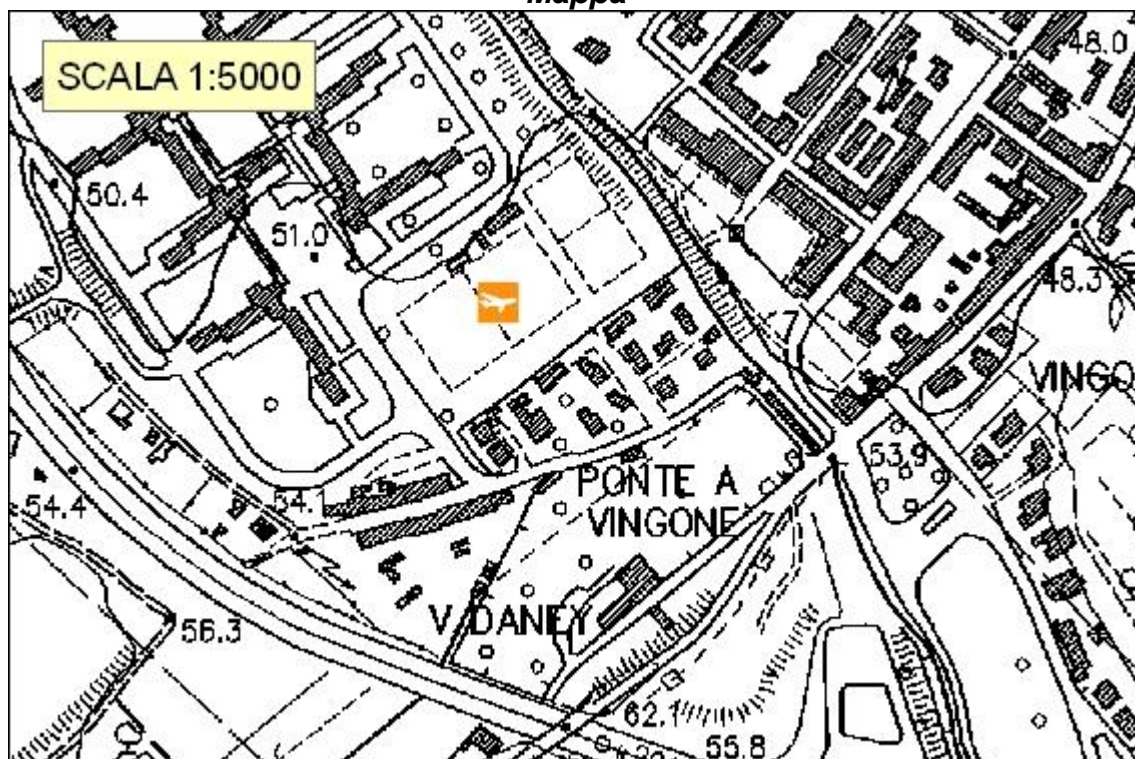 Mappa
SCALA 1:5000
48.0
50.4
51.0
48.3
VINGO
PONTE A
VINGONE
53.9
54.4
54.1
V. DANEY
56.3
62.1
55.8